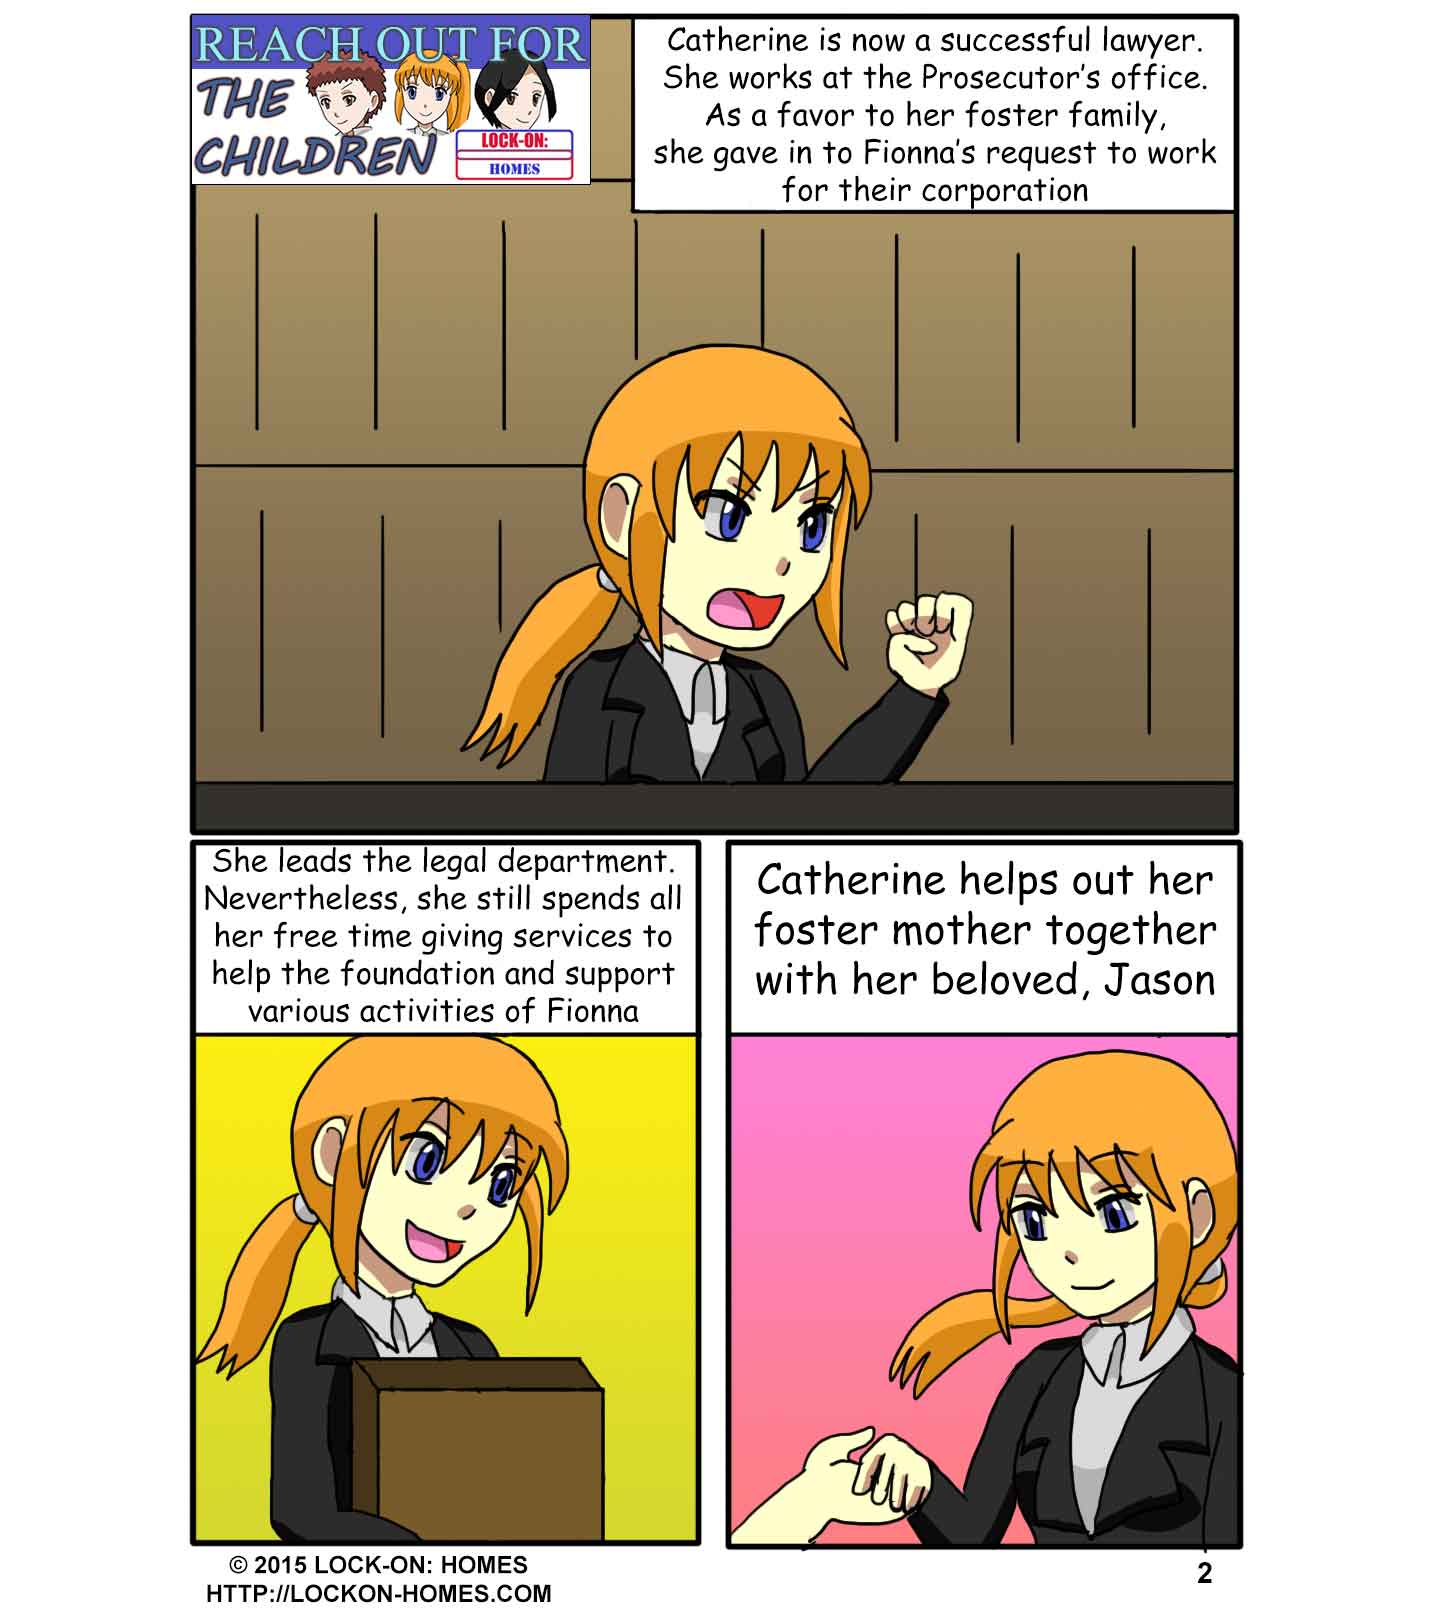 REACH OUT FOR
THE
CHILDREN
LOCK-ON:
HOMES
Catherine is now a successful lawyer.
She works at the Prosecutor's office.
As a favor to her foster family,
she gave in to Fionna's request to work
for their corporation
She leads the legal department.
Nevertheless, she still spends all
her free time giving services to
help the foundation and support
various activities of Fionna
Catherine helps out her
foster mother together
with her beloved, Jason
© 2015 LOCK-ON: HOMES
HTTP://LOCKON-HOMES.COM
2